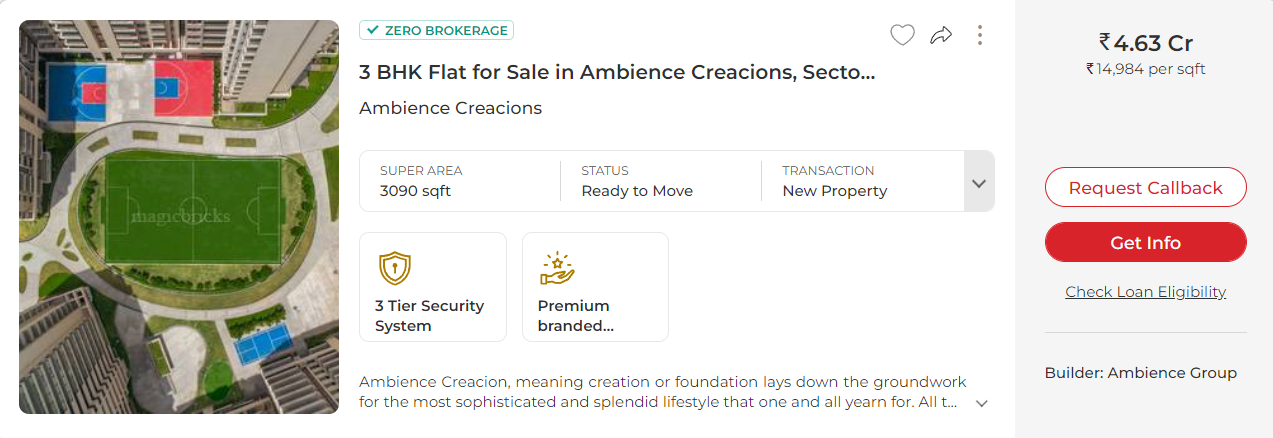 ZERO BROKERAGE
3 BHK Flat for Sale in Ambience Creacions, Secto...
Ambience Creacions
SUPER AREA
3090 sqft
STATUS
Ready to Move
TRANSACTION
New Property
magicbricks
3 Tier Security
System
Premium
branded...
Ambience Creacion, meaning creation or foundation lays down the groundwork
for the most sophisticated and splendid lifestyle that one and all yearn for. All t...
₹4.63 Cr
₹14,984 per sqft
Request Callback
Get Info
Check Loan Eligibility
Builder: Ambience Group